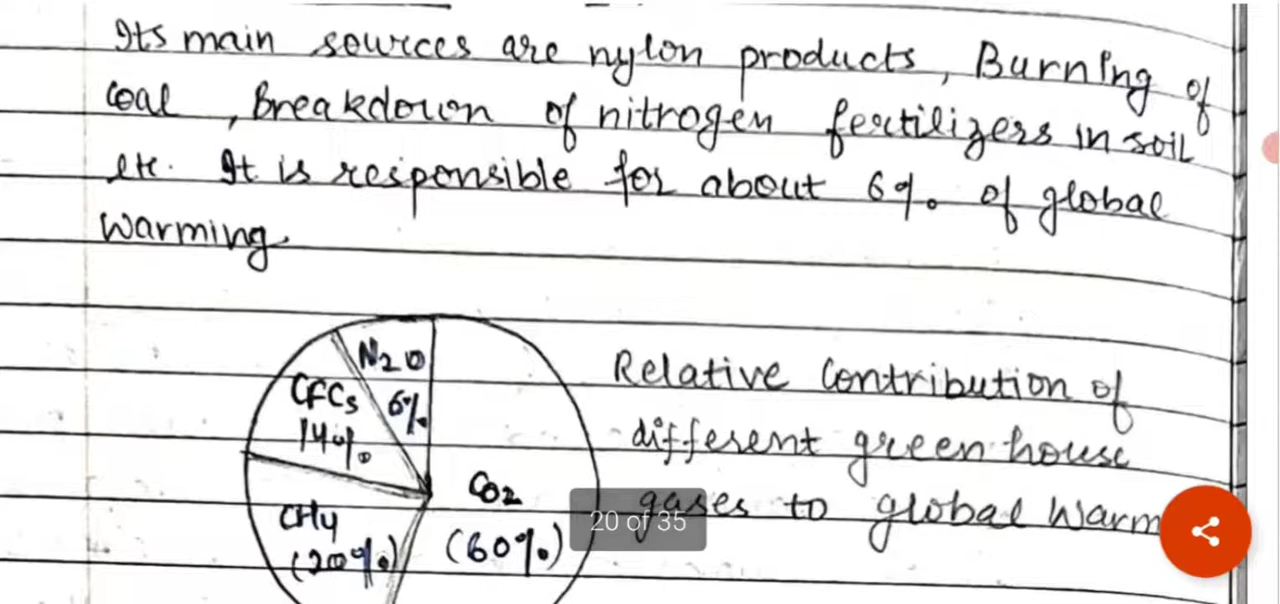 Its main sources are nylon products, Burning of
coal, Breakdown of nitrogen fertilizers in soil
etc. It is responsible for about 6% of global
warming.
N2O
6%
CFCs
14%
CH4
(20%)
CO2
(60%)
Relative contribution of
different green house
gases to global warm
20 of 35